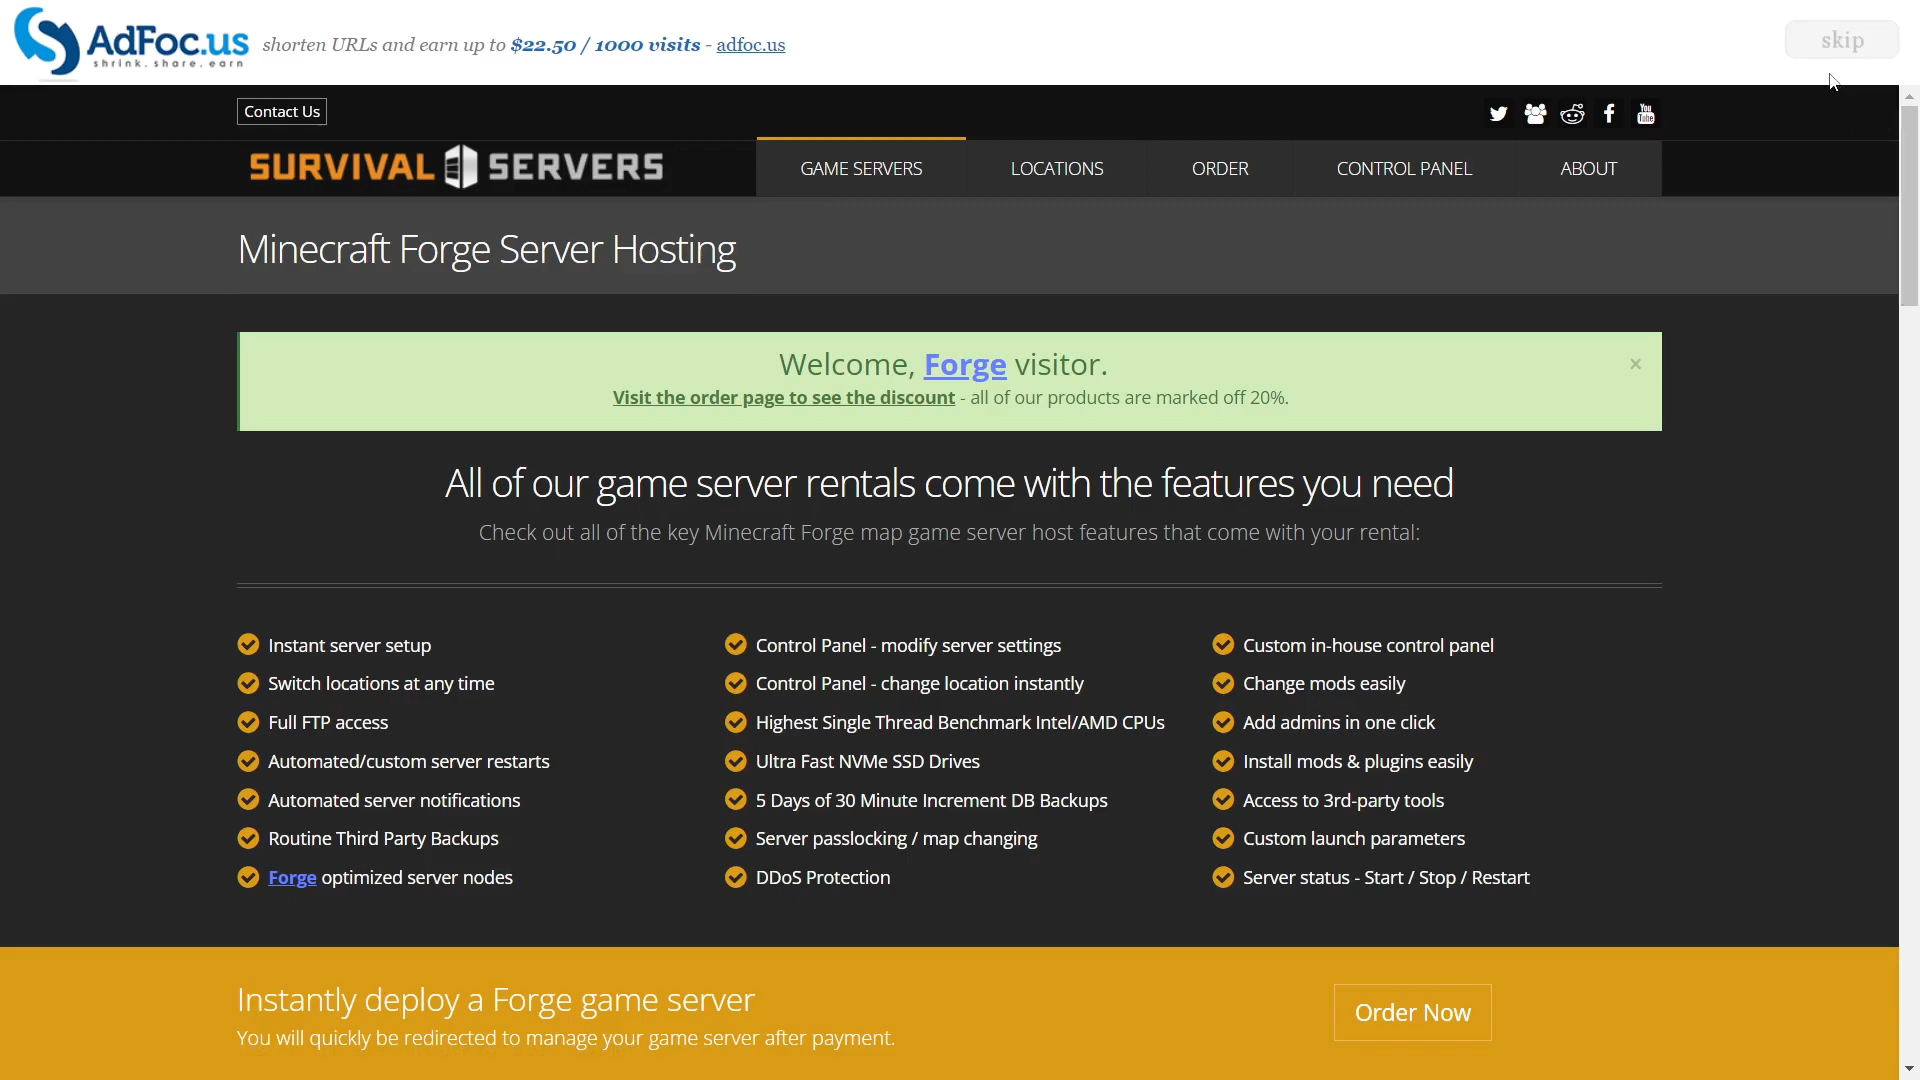 AdFoc.us
shrink. share. earn
shorten URLs and earn up to $22.50 / 1000 visits - adfoc.us
skip
Contact Us
You Tube
SURVIVAL SERVERS
GAME SERVERS
LOCATIONS
ORDER
CONTROL PANEL
ABOUT
Minecraft Forge Server Hosting
Welcome, Forge visitor.
×
Visit the order page to see the discount - all of our products are marked off 20%.
All of our game server rentals come with the features you need
Check out all of the key Minecraft Forge map game server host features that come with your rental:
Instant server setup
Switch locations at any time
Full FTP access
Automated/custom server restarts
Automated server notifications
Routine Third Party Backups
Forge optimized server nodes
Control Panel - modify server settings
Control Panel - change location instantly
Highest Single Thread Benchmark Intel/AMD CPUs
Ultra Fast NVMe SSD Drives
5 Days of 30 Minute Increment DB Backups
Server passlocking / map changing
DDoS Protection
Custom in-house control panel
Change mods easily
Add admins in one click
Install mods & plugins easily
Access to 3rd-party tools
Custom launch parameters
Server status - Start / Stop / Restart
Instantly deploy a Forge game server
You will quickly be redirected to manage your game server after payment.
Order Now